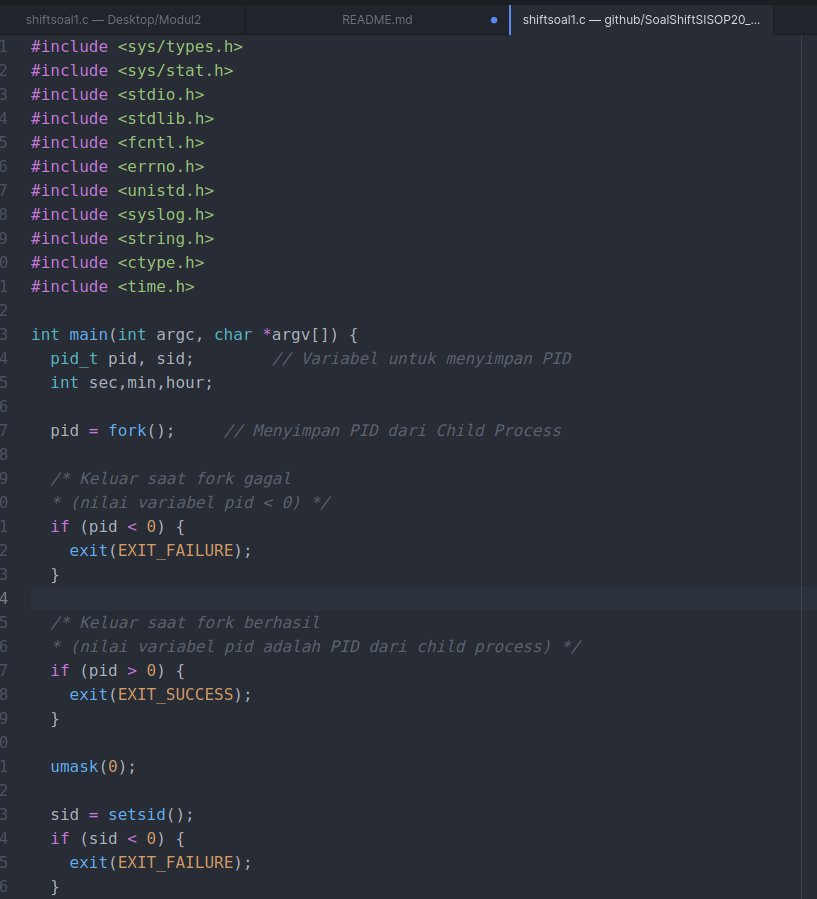 shiftsoal1.c — Desktop/Modul2 README.md shiftsoal1.c — github/SoalShiftSISOP20_...
1 #include <sys/types.h>
2 #include <sys/stat.h>
3 #include <stdio.h>
4 #include <stdlib.h>
5 #include <fcntl.h>
6 #include <errno.h>
7 #include <unistd.h>
8 #include <syslog.h>
9 #include <string.h>
0 #include <ctype.h>
1 #include <time.h>
2
3 int main(int argc, char *argv[]) {
4   pid_t pid, sid;        // Variabel untuk menyimpan PID
5   int sec,min,hour;
6
7   pid = fork();     // Menyimpan PID dari Child Process
8
9   /* Keluar saat fork gagal
0   * (nilai variabel pid < 0) */
1   if (pid < 0) {
2     exit(EXIT_FAILURE);
3   }
4
5   /* Keluar saat fork berhasil
6   * (nilai variabel pid adalah PID dari child process) */
7   if (pid > 0) {
8     exit(EXIT_SUCCESS);
9   }
0
1   umask(0);
2
3   sid = setsid();
4   if (sid < 0) {
5     exit(EXIT_FAILURE);
6   }